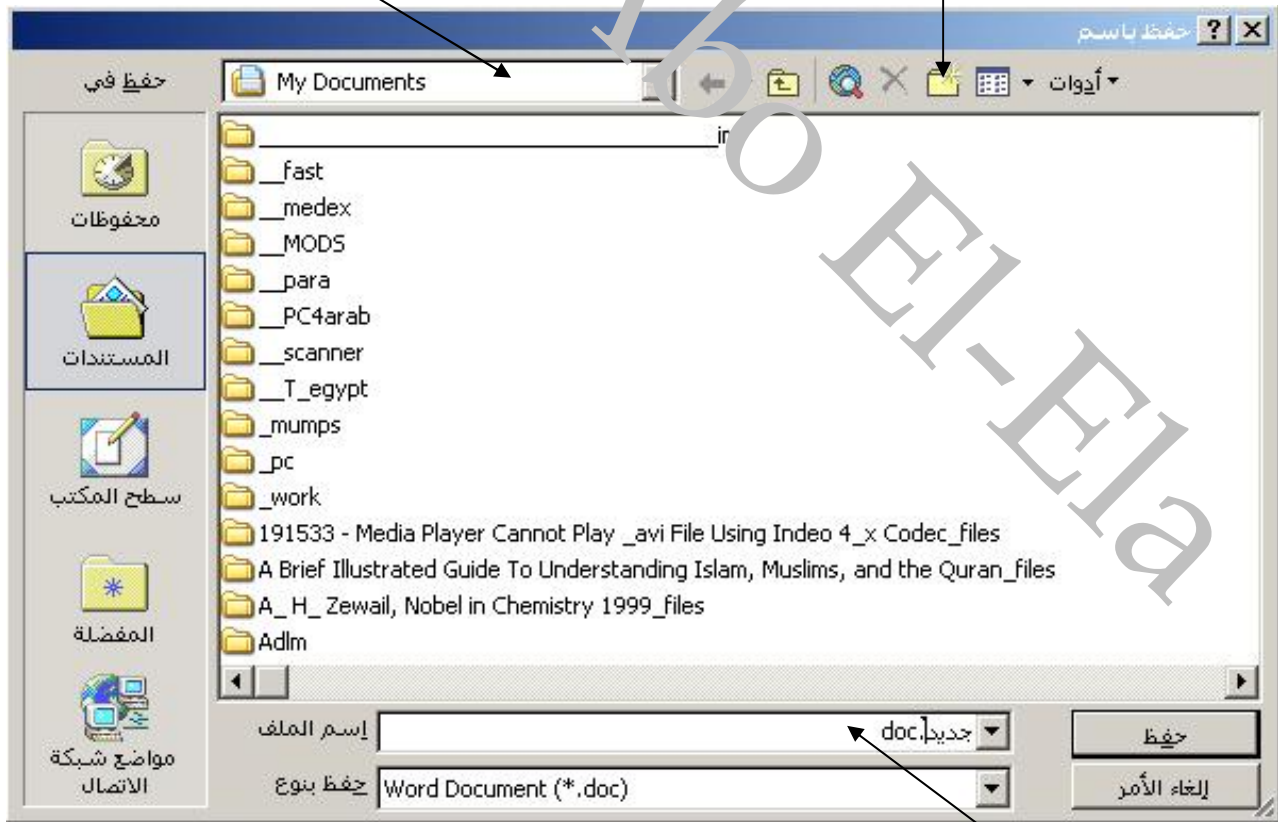 حفظ باسم
حفظ في
My Documents
أدوات
in
__fast
__medex
__MODS
__para
__PC4arab
__scanner
__T_egypt
_mumps
_pc
_work
191533 - Media Player Cannot Play _avi File Using Indeo 4_x Codec_files
A Brief Illustrated Guide To Understanding Islam, Muslims, and the Quran_files
A_ H_ Zewail, Nobel in Chemistry 1999_files
Adlm
محفوظات
المستندات
سطح المكتب
المفضلة
مواضع شبكة
الاتصال
إسم الملف
جديد.doc
حفظ
حفظ بنوع
Word Document (*.doc)
إلغاء الأمر
El-Ela